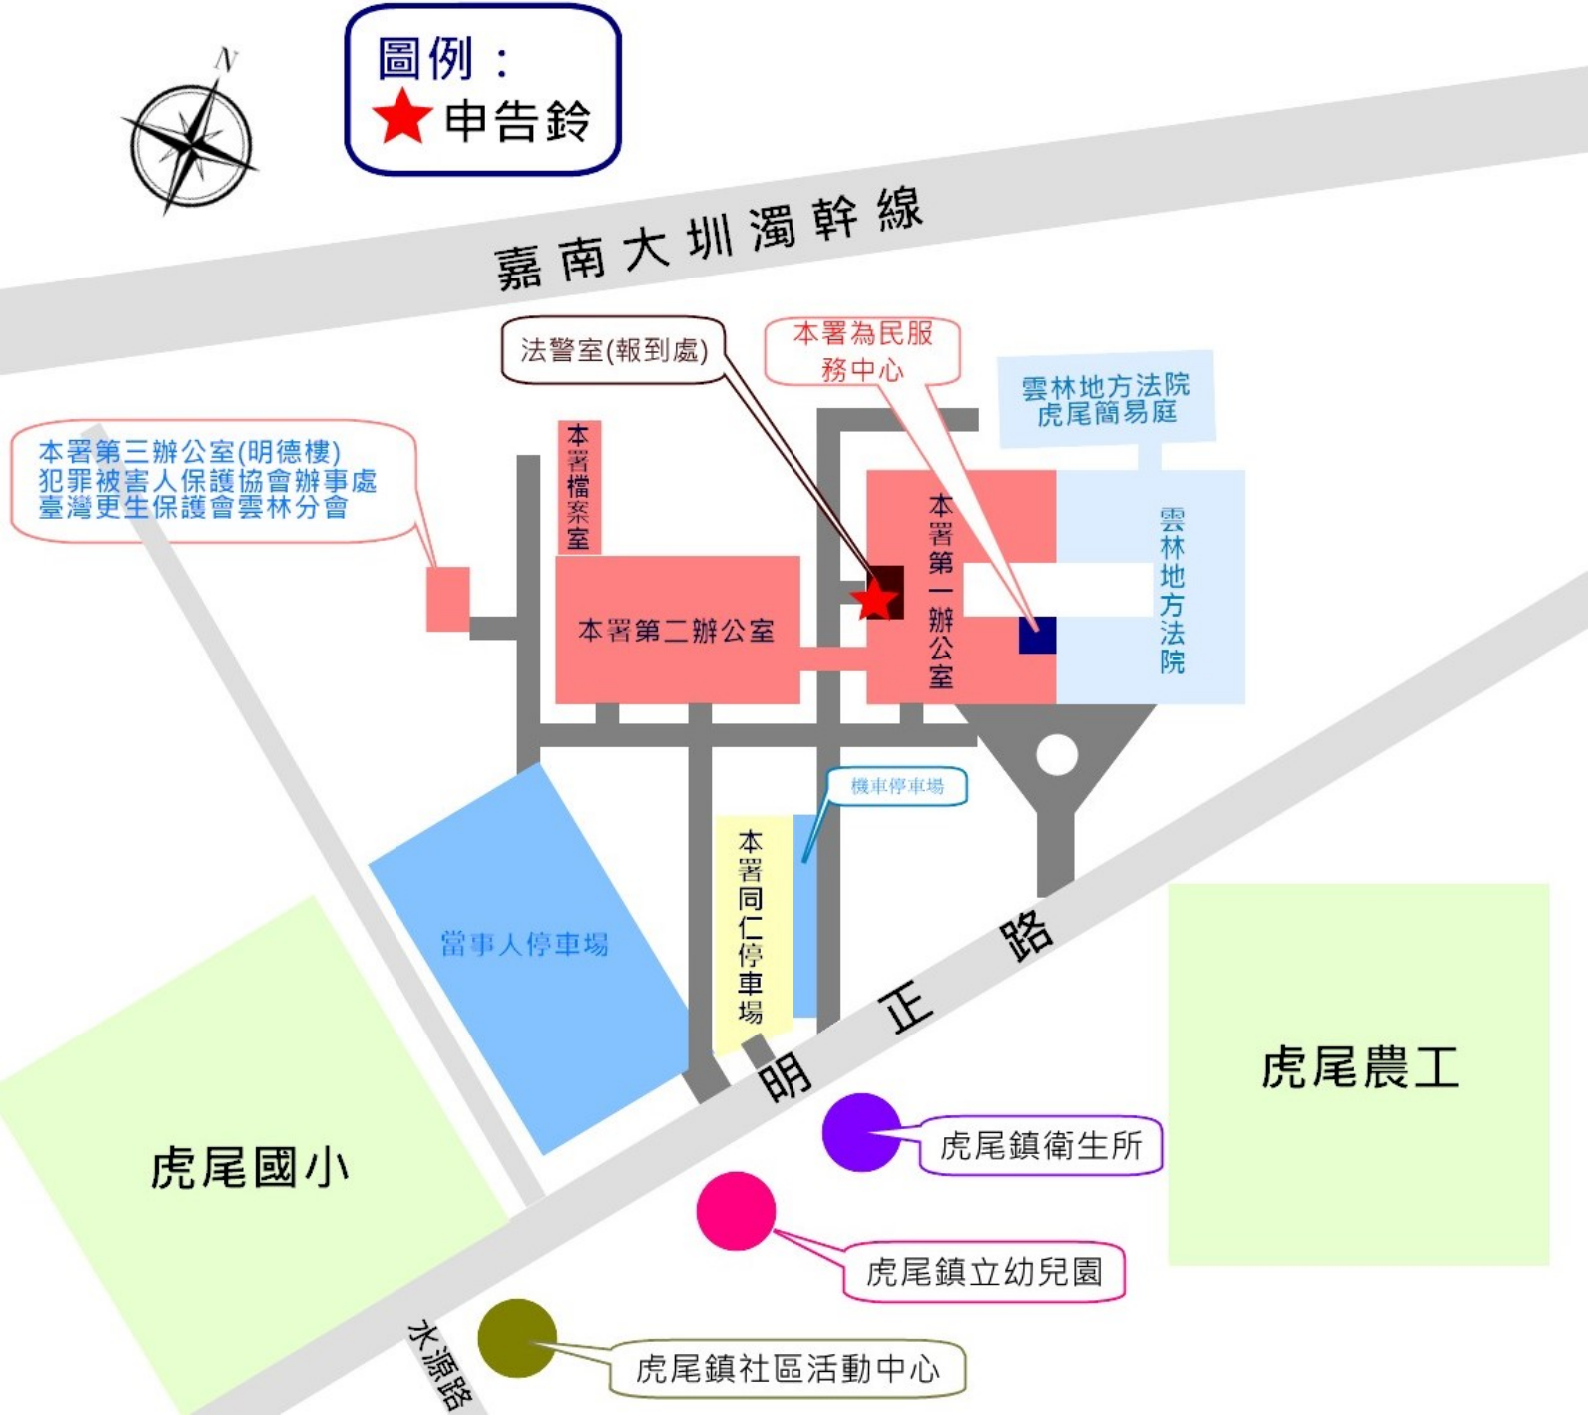 N
圖例：
申告鈴
嘉南大圳濁幹線
法警室(報到處)
本署為民服
務中心
雲林地方法院
虎尾簡易庭
本署第三辦公室(明德樓)
犯罪被害人保護協會辦事處
臺灣更生保護會雲林分會
本署檔案室
本署第二辦公室
本署第一辦公室
雲林地方法院
機車停車場
本署同仁停車場
當事人停車場
明正路
虎尾國小
虎尾農工
虎尾鎮衛生所
虎尾鎮立幼兒園
虎尾鎮社區活動中心
水源路